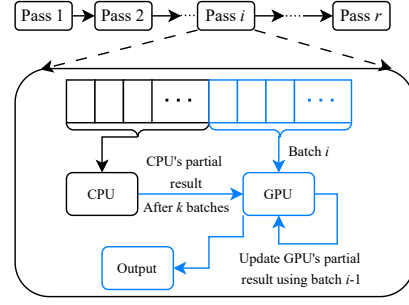 Pass 1
Pass 2
Pass i
Pass r
Batch i
CPU's partial
result
After k batches
CPU
GPU
Output
Update GPU's partial
result using batch i-1